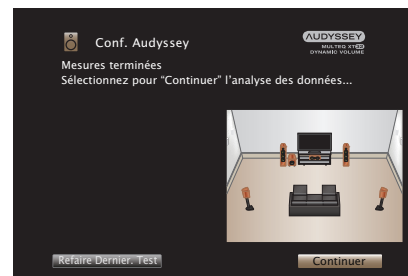 Conf. Audyssey
AUDYSSEY
MULTEQ XT32
DYNAMIC VOLUME
Mesures terminées
Sélectionnez pour “Continuer” l’analyse des données...
Refaire Dernier. Test
Continuer